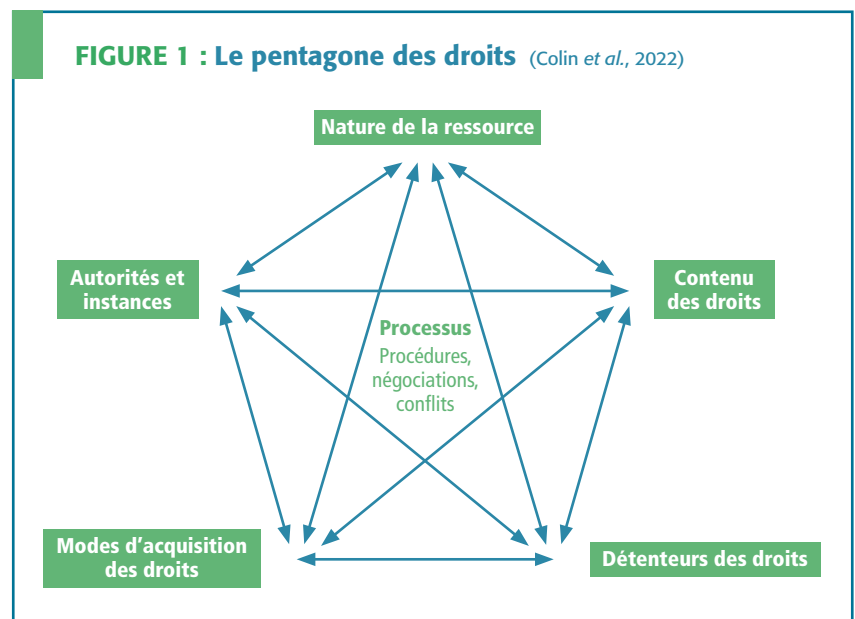 FIGURE 1 : Le pentagone des droits (Colin et al., 2022)
Nature de la ressource
Autorités et
instances
Contenu
des droits
Processus
Procédures,
négociations,
conflits
Modes d'acquisition
des droits
Détenteurs des droits